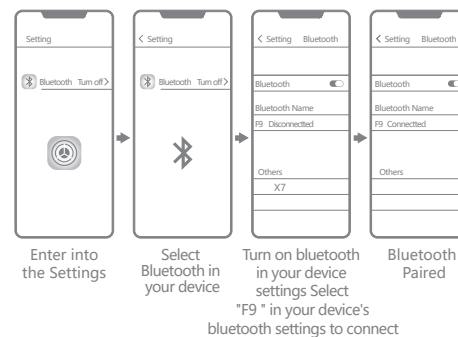 Setting
Bluetooth Turn off >
Enter into
the Settings
< Setting
Bluetooth Turn off >
Select
Bluetooth in
your device
< Setting Bluetooth
Bluetooth
Bluetooth Name
F9 Disconnectted
Others
X7
Turn on bluetooth
in your device
settings Select
"F9 " in your device's
bluetooth settings to connect
< Setting Bluetooth
Bluetooth
Bluetooth Name
F9 Connectted
Others
Bluetooth
Paired